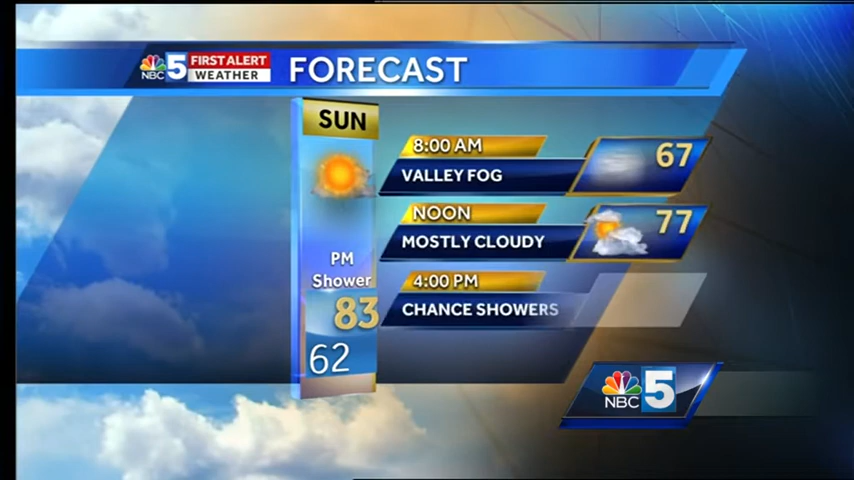 NBC 5 FIRST ALERT WEATHER FORECAST
SUN
8:00 AM
VALLEY FOG 67
NOON
MOSTLY CLOUDY 77
PM
Shower
4:00 PM
CHANCE SHOWERS
83
62
NBC 5